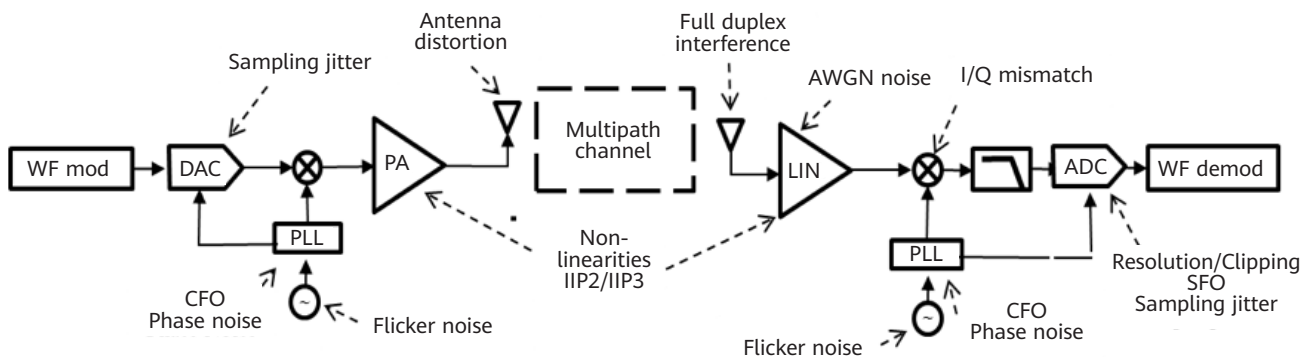 Antenna
distortion
Full duplex
interference
Sampling jitter
AWGN noise
I/Q mismatch
Multipath
channel
WF mod
DAC
PA
LIN
ADC
WF demod
PLL
Non-
linearities
IIP2/IIP3
PLL
Resolution/Clipping
SFO
Sampling jitter
CFO
Phase noise
~
Flicker noise
~
CFO
Phase noise
Flicker noise